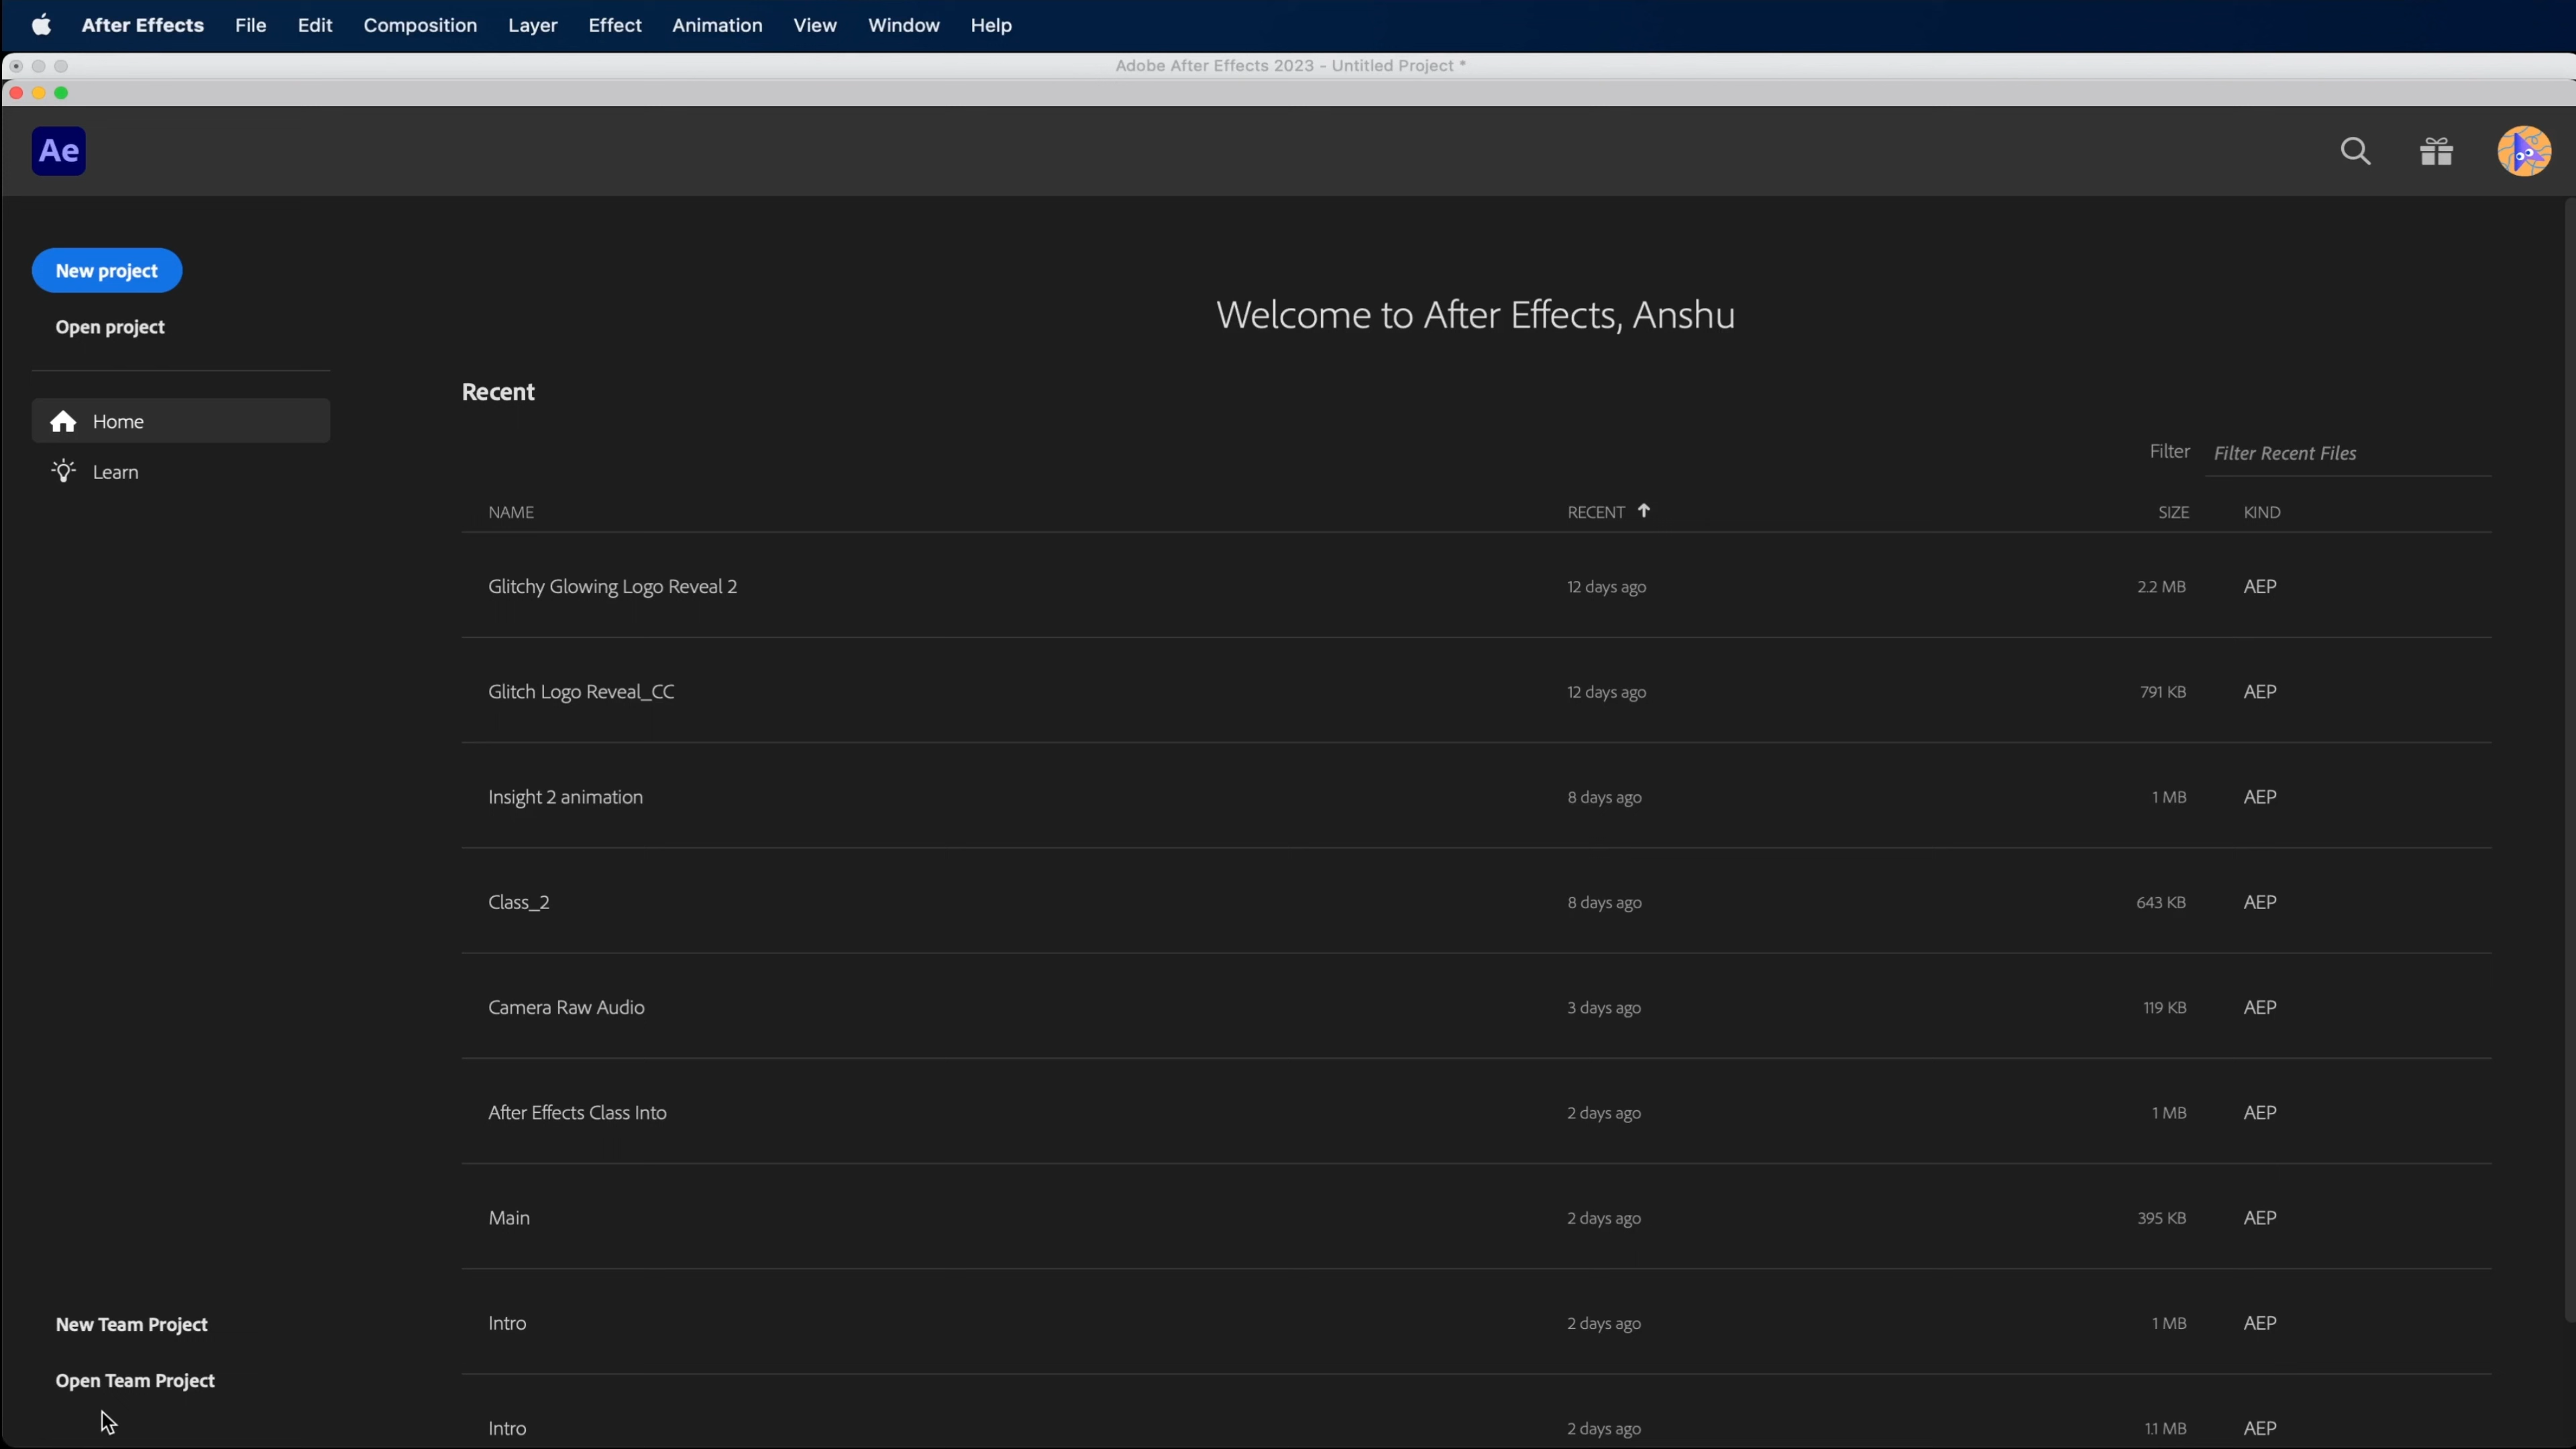 After Effects File Edit Composition Layer Effect Animation View Window Help
Adobe After Effects 2023 - Untitled Project *
Ae
New project
Open project
Home
Learn
Welcome to After Effects, Anshu
Recent
Filter Filter Recent Files
NAME RECENT SIZE KIND
Glitchy Glowing Logo Reveal 2 12 days ago 2.2 MB AEP
Glitch Logo Reveal_CC 12 days ago 791 KB AEP
Insight 2 animation 8 days ago 1 MB AEP
Class_2 8 days ago 643 KB AEP
Camera Raw Audio 3 days ago 119 KB AEP
After Effects Class Into 2 days ago 1 MB AEP
Main 2 days ago 395 KB AEP
Intro 2 days ago 1 MB AEP
Intro 2 days ago 1.1 MB AEP
New Team Project
Open Team Project